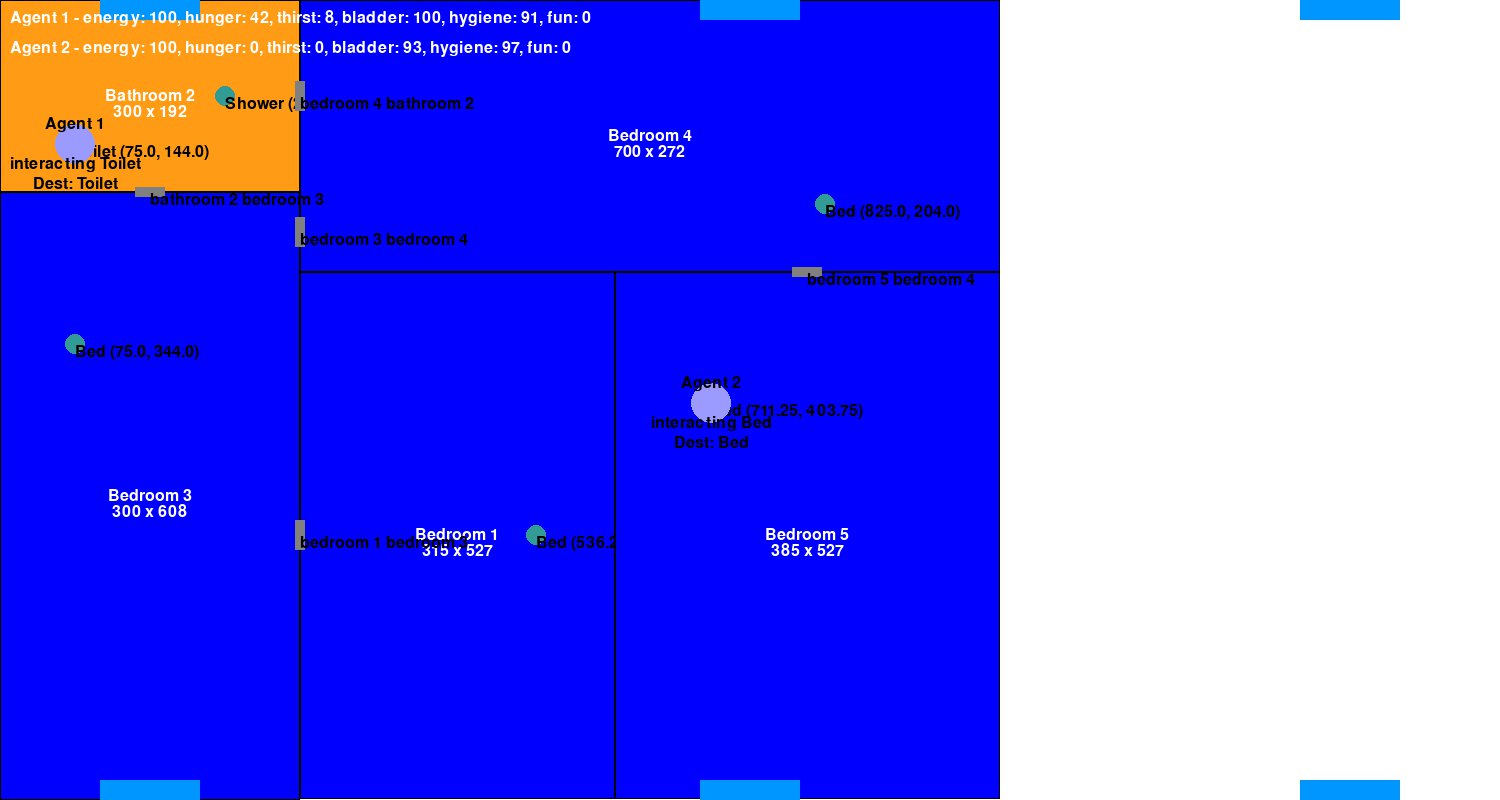 Agent 1 - energy: 100, hunger: 42, thirst: 8, bladder: 100, hygiene: 91, fun: 0
Agent 2 - energy: 100, hunger: 0, thirst: 0, bladder: 93, hygiene: 97, fun: 0
Bathroom 2
300 x 192
Shower (
bedroom 4 bathroom 2
Agent 1
ilet (75.0, 144.0)
interacting Toilet
Dest: Toilet
bathroom 2 bedroom 3
Bedroom 4
700 x 272
Bed (825.0, 204.0)
bedroom 3 bedroom 4
bedroom 5 bedroom 4
Bed (75.0, 344.0)
Agent 2
d (711.25, 403.75)
interacting Bed
Dest: Bed
Bedroom 3
300 x 608
Bedroom 1
315 x 527
bedroom 1 bedroom
Bed (536.2
Bedroom 5
385 x 527